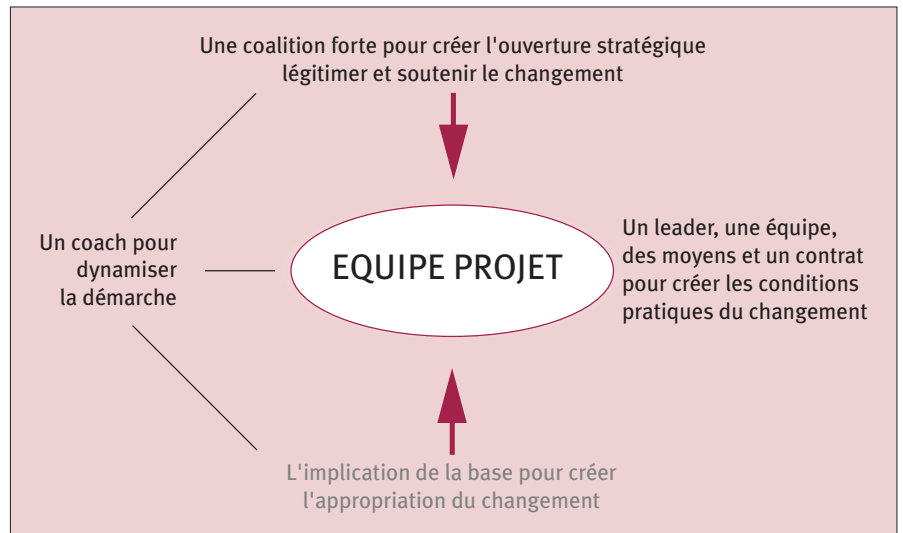 Une coalition forte pour créer l'ouverture stratégique
légitimer et soutenir le changement
Un coach pour
dynamiser
la démarche
EQUIPE PROJET
Un leader, une équipe,
des moyens et un contrat
pour créer les conditions
pratiques du changement
L'implication de la base pour créer
l'appropriation du changement